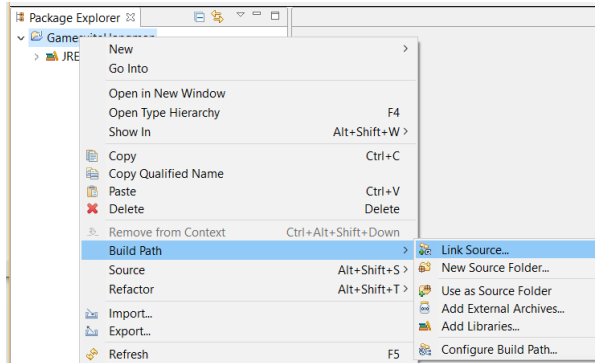 Package Explorer
JRE
New
Go Into
Open in New Window
Open Type Hierarchy F4
Show In Alt+Shift+W >
Copy Ctrl+C
Copy Qualified Name
Paste Ctrl+V
Delete Delete
Remove from Context Ctrl+Alt+Shift+Down
Build Path
Source Alt+Shift+S >
Refactor Alt+Shift+T >
Import...
Export...
Refresh F5
Link Source...
New Source Folder...
Use as Source Folder
Add External Archives...
Add Libraries...
Configure Build Path...